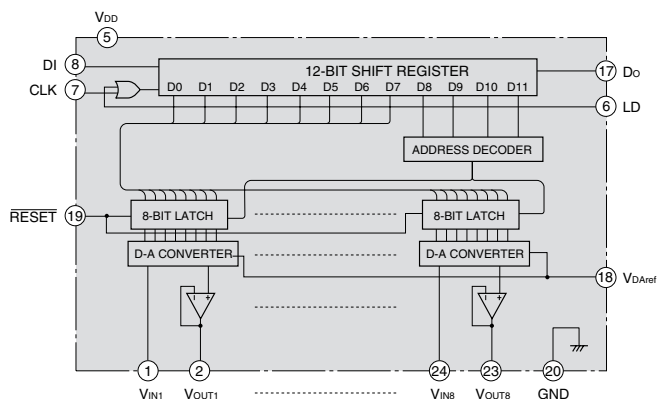 VDD
5
DI 8
12-BIT SHIFT REGISTER
17 DO
CLK 7
D0 D1 D2 D3 D4 D5 D6 D7 D8 D9 D10 D11
6 LD
ADDRESS DECODER
RESET 19
8-BIT LATCH
8-BIT LATCH
D-A CONVERTER
D-A CONVERTER
18 VDAref
- +
- +
1 2 24 23 20
VIN1 VOUT1 VIN8 VOUT8 GND